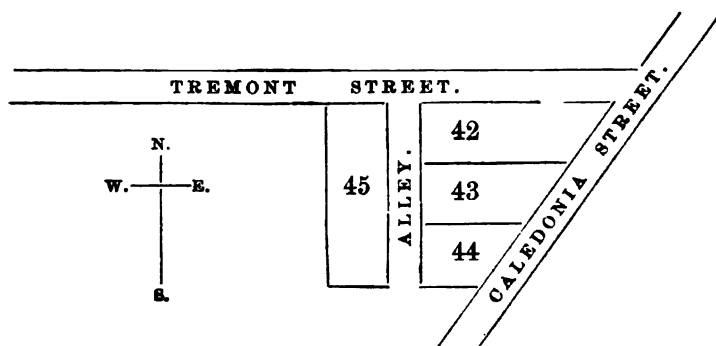 TREMONT STREET.
N.
W. E.
S.
42
45
ALLEY.
43
44
CALEDONIA STREET.